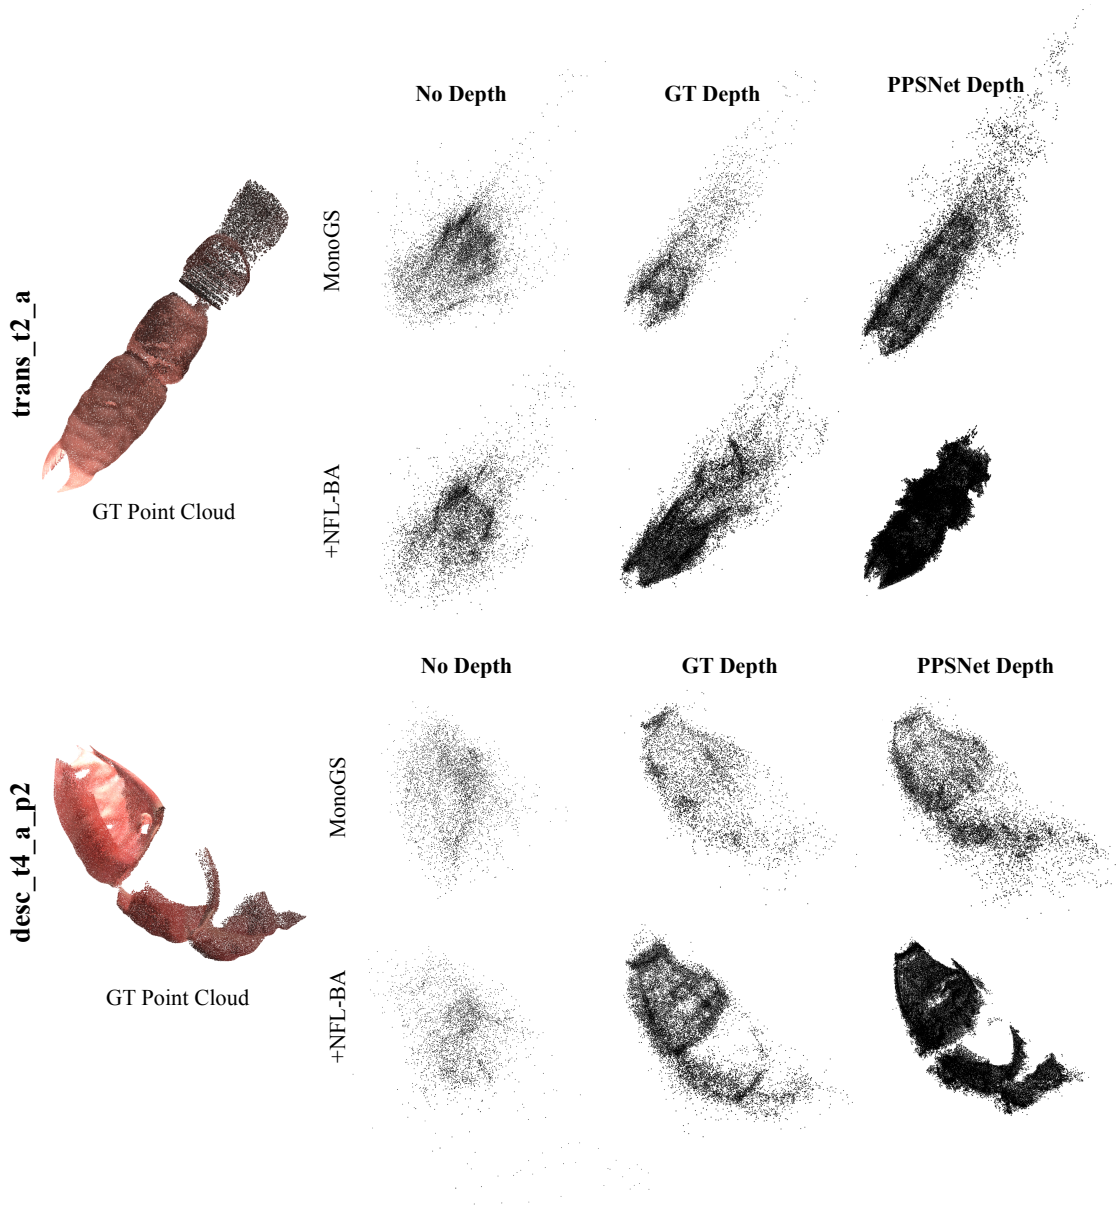 No Depth
GT Depth
PPSNet Depth
trans_t2_a
MonoGS
+NFL-BA
GT Point Cloud
No Depth
GT Depth
PPSNet Depth
desc_t4_a_p2
MonoGS
+NFL-BA
GT Point Cloud